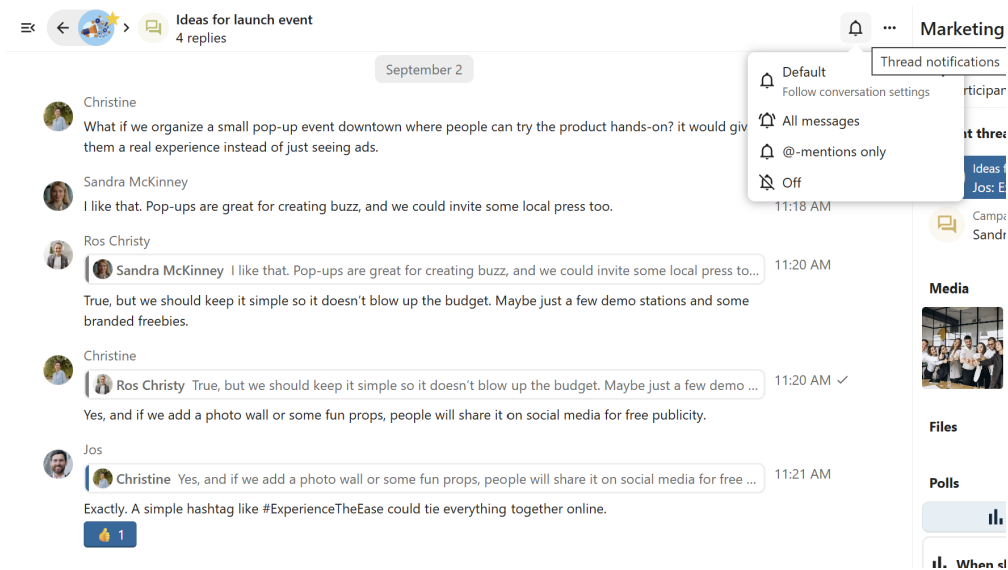 Ideas for launch event
4 replies
Marketing
Thread notifications
September 2
Default
Follow conversation settings
All messages
@-mentions only
Off
Christine
What if we organize a small pop-up event downtown where people can try the product hands-on? it would
them a real experience instead of just seeing ads.
Sandra McKinney
I like that. Pop-ups are great for creating buzz, and we could invite some local press too.
11:18 AM
Ros Christy
Sandra McKinney I like that. Pop-ups are great for creating buzz, and we could invite some local press to...
11:20 AM
True, but we should keep it simple so it doesn't blow up the budget. Maybe just a few demo stations and some
branded freebies.
Christine
Ros Christy True, but we should keep it simple so it doesn't blow up the budget. Maybe just a few demo ...
11:20 AM
Yes, and if we add a photo wall or some fun props, people will share it on social media for free publicity.
Jos
Christine Yes, and if we add a photo wall or some fun props, people will share it on social media for free ...
11:21 AM
Exactly. A simple hashtag like #ExperienceTheEase could tie everything together online.
👍 1
Ideas
Jos:
Media
Files
Polls
When